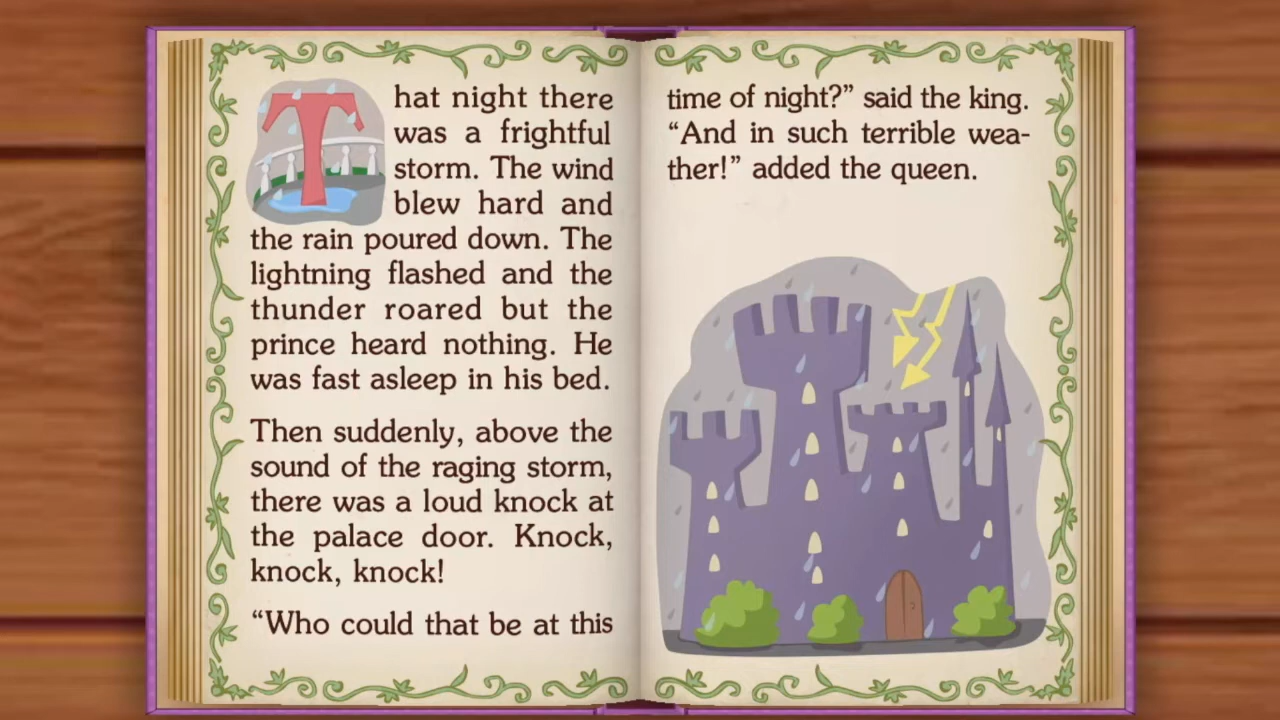 That night there
was a frightful
storm. The wind
blew hard and
the rain poured down. The
lightning flashed and the
thunder roared but the
prince heard nothing. He
was fast asleep in his bed.
Then suddenly, above the
sound of the raging storm,
there was a loud knock at
the palace door. Knock,
knock, knock!
“Who could that be at this
time of night?” said the king.
“And in such terrible wea-
ther!” added the queen.